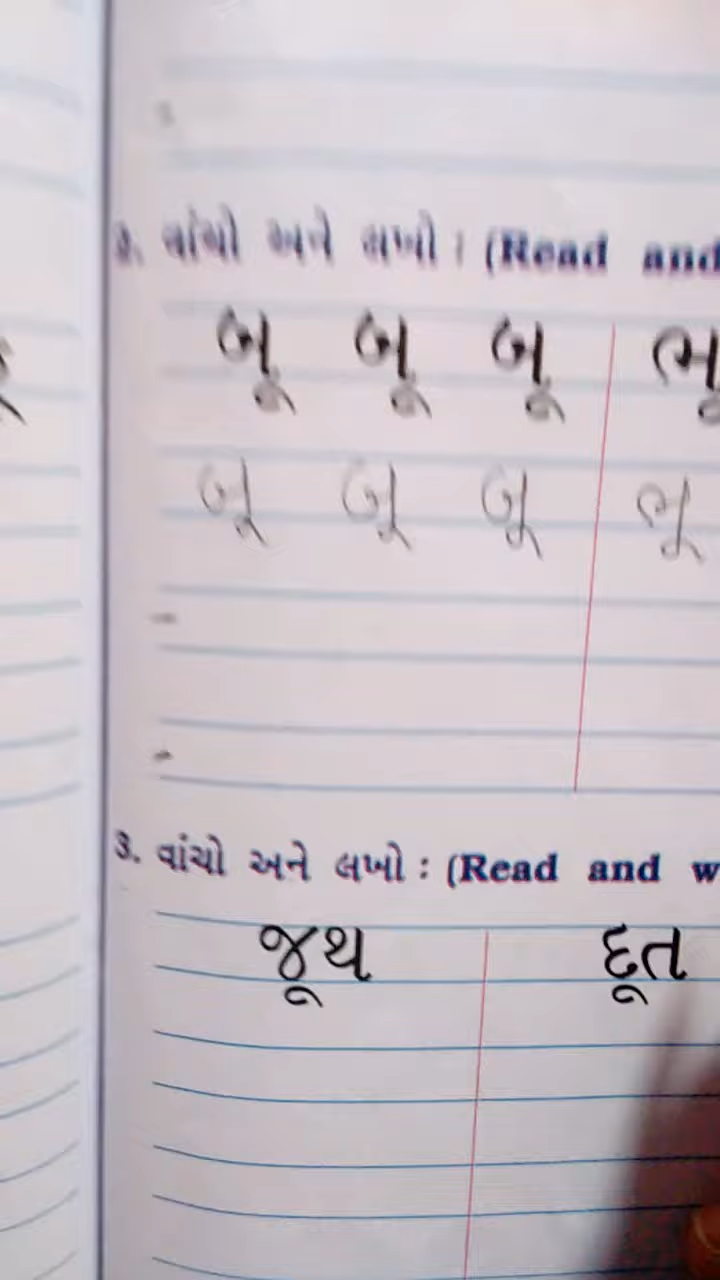 ૨. વાંચો અને લખો : (Read and
બૂ બૂ બૂ ભૂ
બૂ બૂ બૂ ભૂ
૩. વાંચો અને લખો : (Read and w
જૂથ દૂત